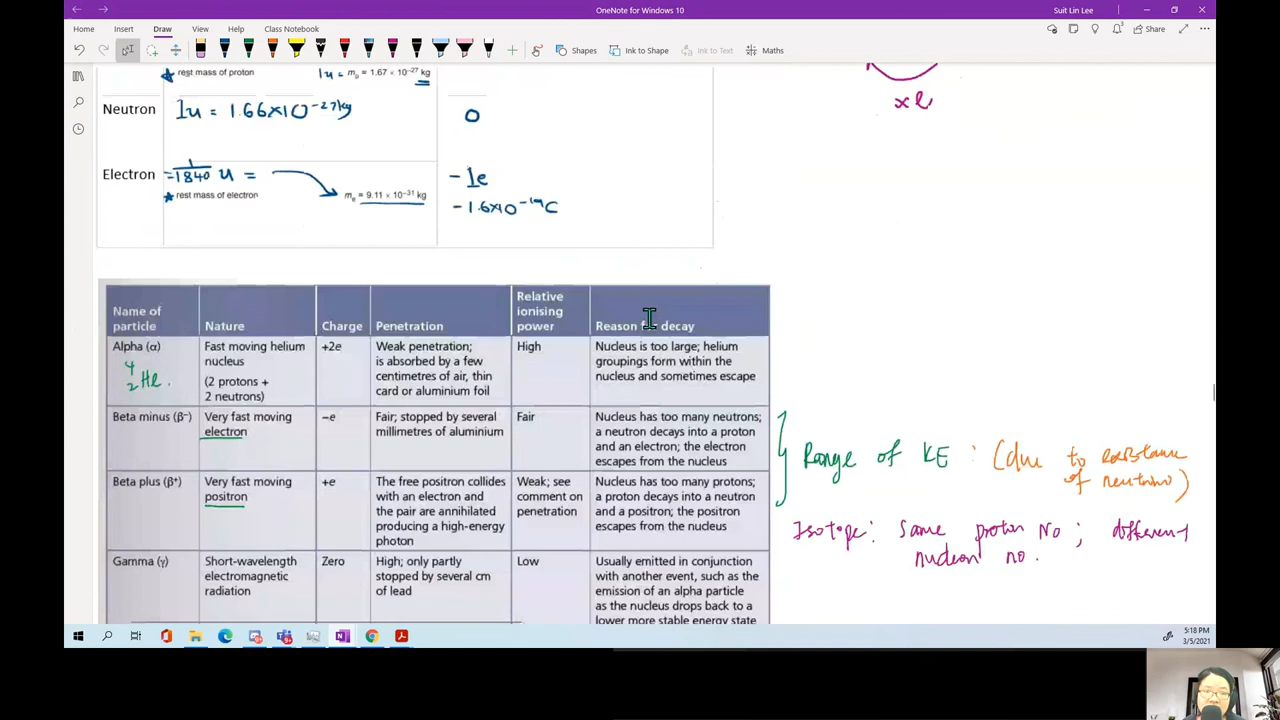 OneNote for Windows 10
Suit Lin Lee
Home Insert Draw View Help Class Notebook
Share
Shapes
Ink to Shape
Ink to Text
Maths
rest mass of proton
1u = mp = 1.67 × 10-27 kg
xe
Neutron
1u = 1.66×10-27kg
0
Electron
=1/1840 u =
-1e
rest mass of electron
me = 9.11 × 10-31 kg
-1.6×10-19C
Name of particle
Nature
Charge
Penetration
Relative ionising power
Reason for decay
Alpha (α)
4
2He.
Fast moving helium
nucleus
(2 protons +
2 neutrons)
+2e
Weak penetration;
is absorbed by a few
centimetres of air, thin
card or aluminium foil
High
Nucleus is too large; helium
groupings form within the
nucleus and sometimes escape
Beta minus (β–)
Very fast moving
electron
–e
Fair; stopped by several
millimetres of aluminium
Fair
Nucleus has too many neutrons;
a neutron decays into a proton
and an electron; the electron
escapes from the nucleus
Beta plus (β+)
Very fast moving
positron
+e
The free positron collides
with an electron and
the pair are annihilated
producing a high-energy
photon
Weak; see
comment on
penetration
Nucleus has too many protons;
a proton decays into a neutron
and a positron; the positron
escapes from the nucleus
Gamma (γ)
Short-wavelength
electromagnetic
radiation
Zero
High; only partly
stopped by several cm
of lead
Low
Usually emitted in conjunction
with another event, such as the
emission of an alpha particle
as the nucleus drops back to a
lower more stable energy state
Range of KE : (due to
of neutrino)
Isotope: Same proton No ; different
nucleon no.
5:18 PM
3/5/2021